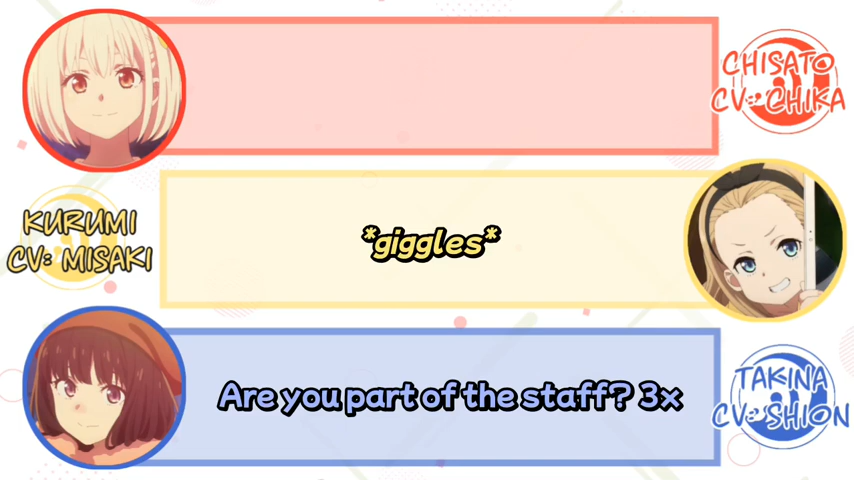 CHISATO
CV: CHIKA
KURUMI
CV: MISAKI
*giggles*
Are you part of the staff? 3x
TAKINA
CV: SHION